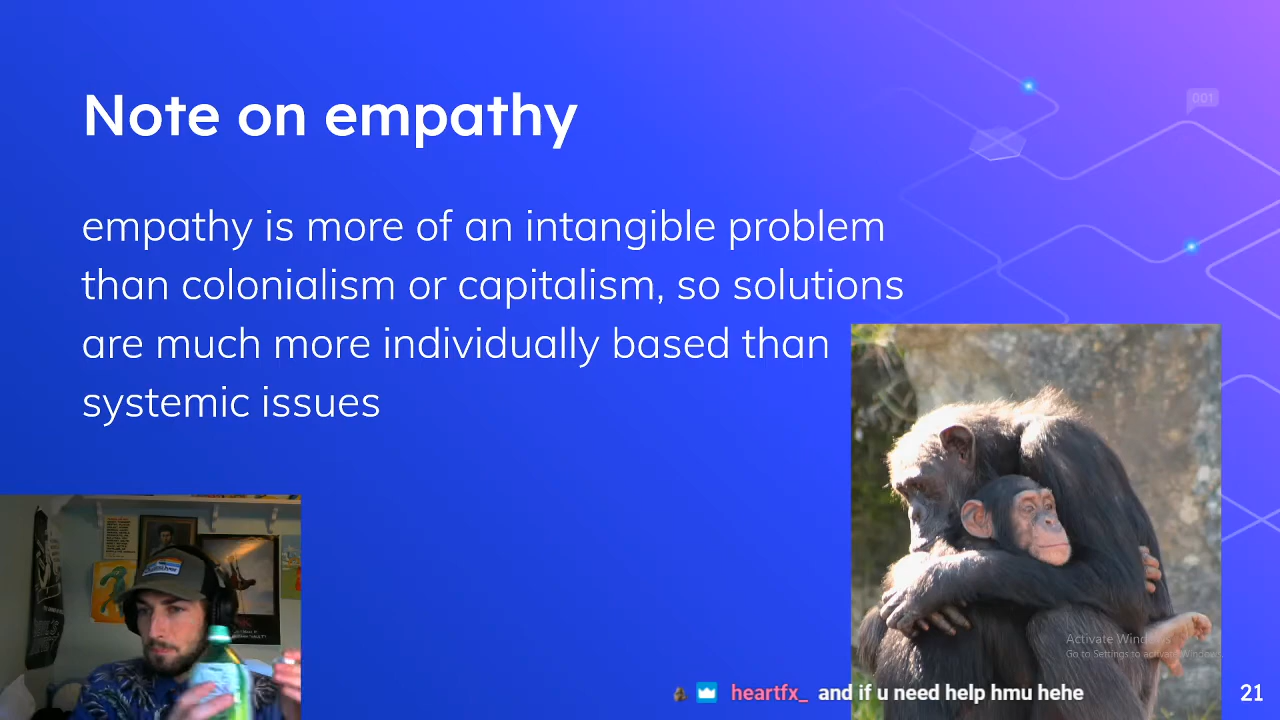 001
Note on empathy
empathy is more of an intangible problem
than colonialism or capitalism, so solutions
are much more individually based than
systemic issues
Activate Windows
Go to Settings to activate Windows.
heartfx_ and if u need help hmu hehe
21